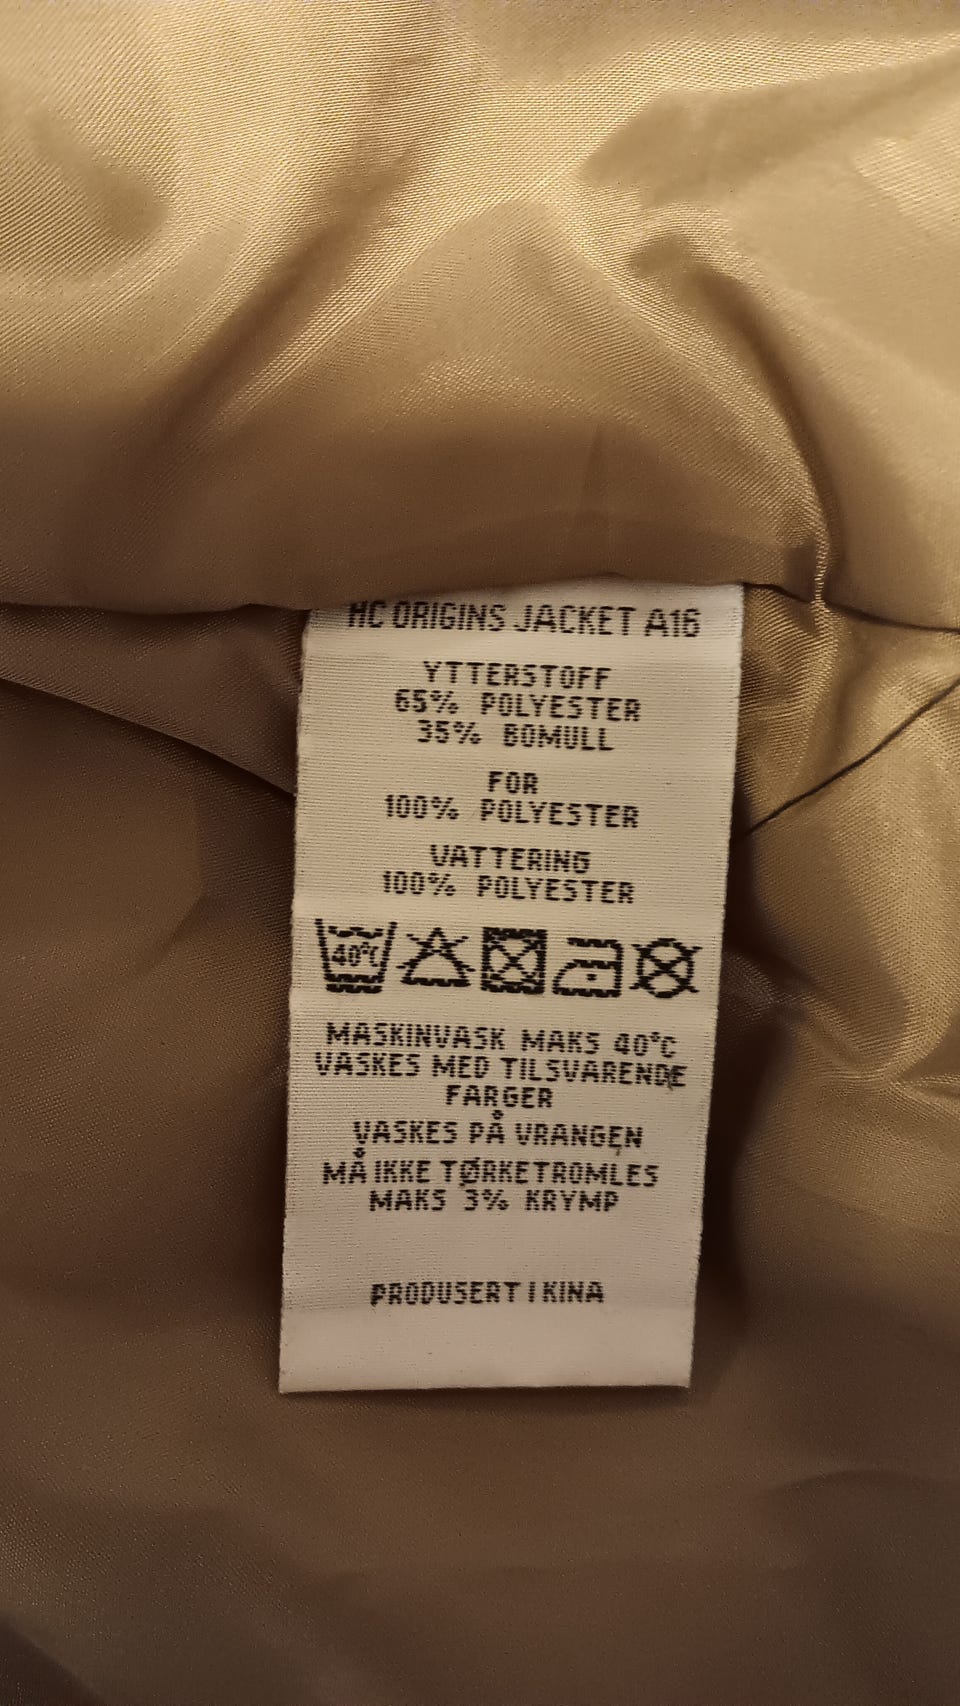 HC ORIGINS JACKET A16
YTTERSTOFF
65% POLYESTER
35% BOMULL
FOR
100% POLYESTER
VATTERING
100% POLYESTER
40°C
MASKINVASK MAKS 40°C
VASKES MED TILSVARENDE
FARGER
VASKES PÅ VRANGEN
MÅ IKKE TØRKETROMLES
MAKS 3% KRYMP
PRODUSERT I KINA